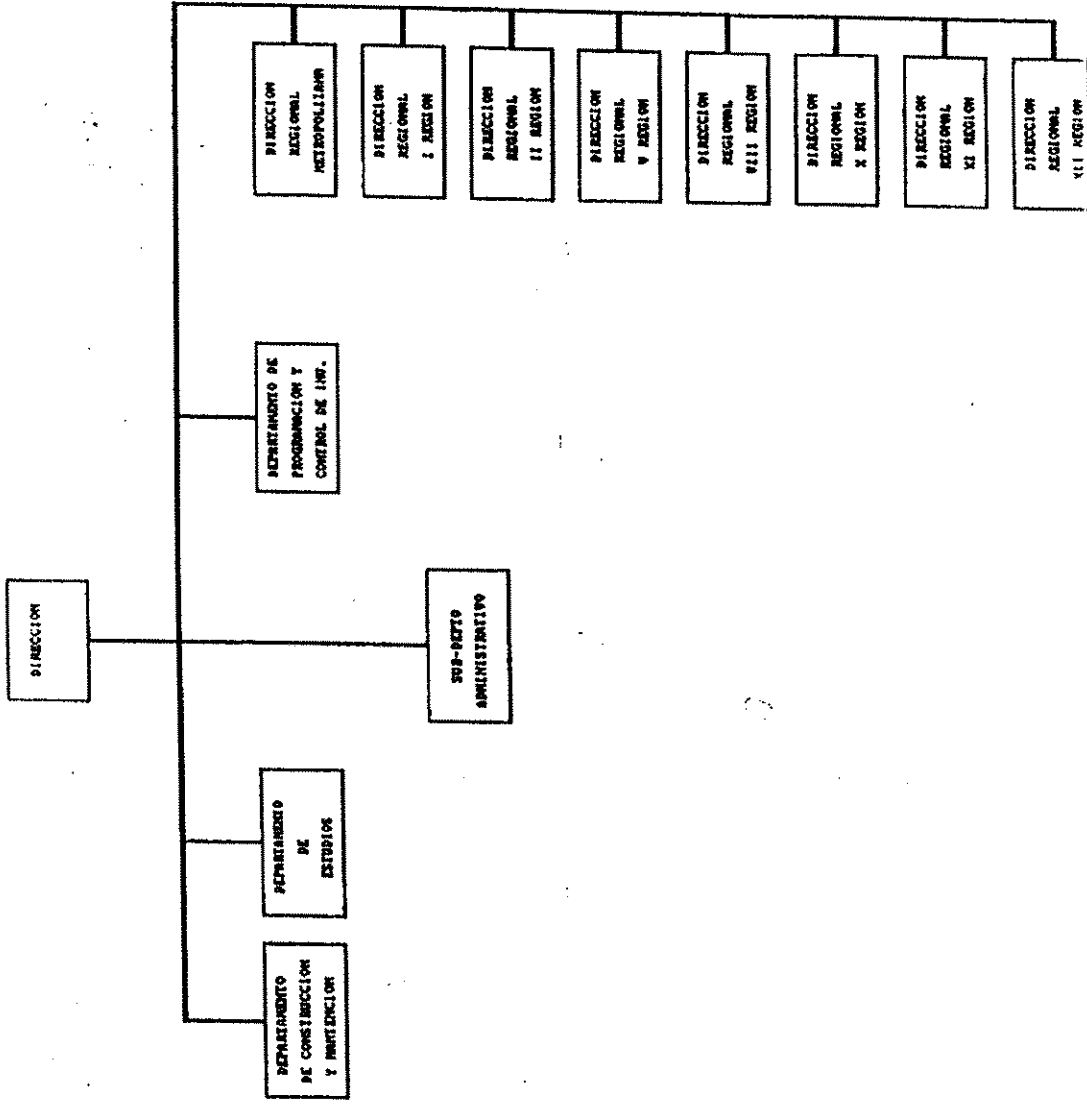 DIRECCION
DEPARTAMENTO
DE CONSTRUCCION
Y MANTENCION
DEPARTAMENTO
DE
ESTUDIOS
SUB-DEPTO
ADMINISTRATIVO
DEPARTAMENTO DE
PROGRAMACION Y
CONTROL DE INV.
DIRECCION
REGIONAL
METROPOLITANA
DIRECCION
REGIONAL
I REGION
DIRECCION
REGIONAL
II REGION
DIRECCION
REGIONAL
V REGION
DIRECCION
REGIONAL
VIII REGION
DIRECCION
REGIONAL
X REGION
DIRECCION
REGIONAL
XI REGION
DIRECCION
REGIONAL
XII REGION